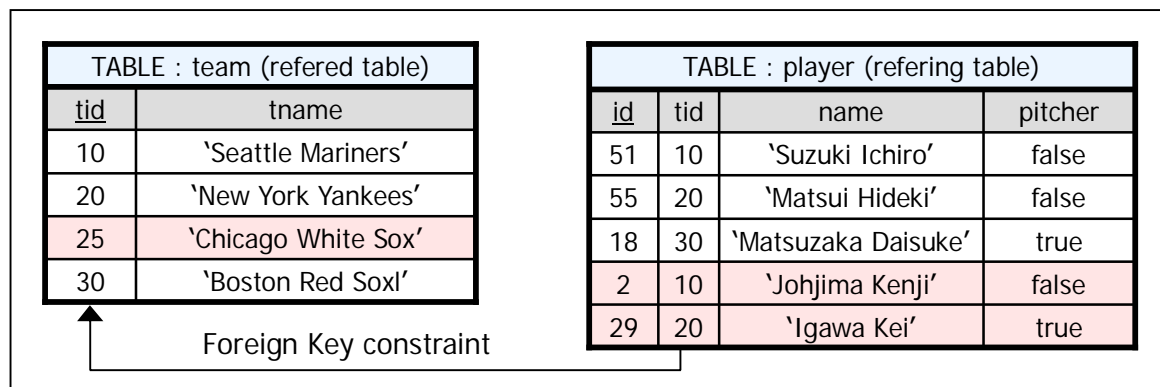 TABLE : team (refered table)
tid tname
10 ‘Seattle Mariners’
20 ‘New York Yankees’
25 ‘Chicago White Sox’
30 ‘Boston Red Soxl’
TABLE : player (refering table)
id tid name pitcher
51 10 ‘Suzuki Ichiro’ false
55 20 ‘Matsui Hideki’ false
18 30 ‘Matsuzaka Daisuke’ true
2 10 ‘Johjima Kenji’ false
29 20 ‘Igawa Kei’ true
Foreign Key constraint